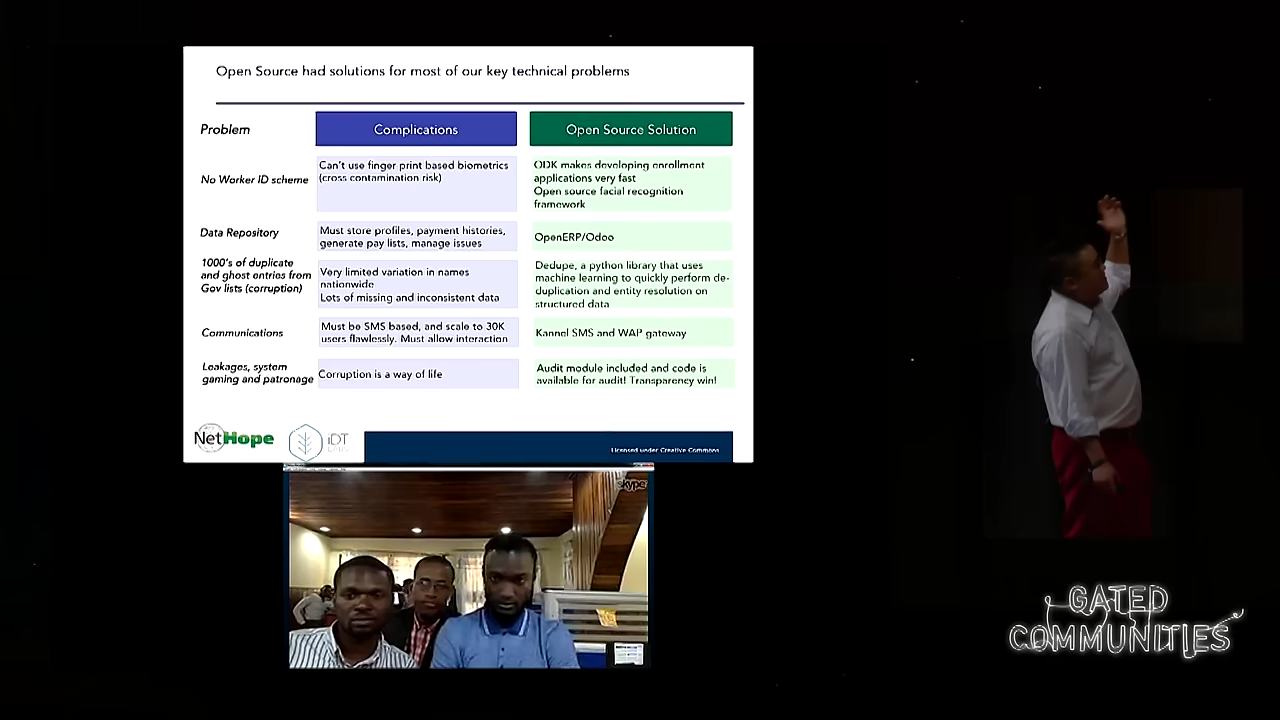 Open Source had solutions for most of our key technical problems
Problem
Complications
Open Source Solution
No Worker ID scheme
Can't use finger print based biometrics
(cross contamination risk)
ODK makes developing enrollment
applications very fast
Open source facial recognition
framework
Data Repository
Must store profiles, payment histories,
generate pay lists, manage issues
OpenERP/Odoo
1000's of duplicate
and ghost entries from
Gov lists (corruption)
Very limited variation in names
nationwide
Lots of missing and inconsistent data
Dedupe, a python library that uses
machine learning to quickly perform de-
duplication and entity resolution on
structured data
Communications
Must be SMS based, and scale to 30K
users flawlessly. Must allow interaction
Kannel SMS and WAP gateway
Leakages, system
gaming and patronage
Corruption is a way of life
Audit module included and code is
available for audit! Transparency win!
NetHope
iDT
Licensed under Creative Commons
skype
GATED
COMMUNITIES